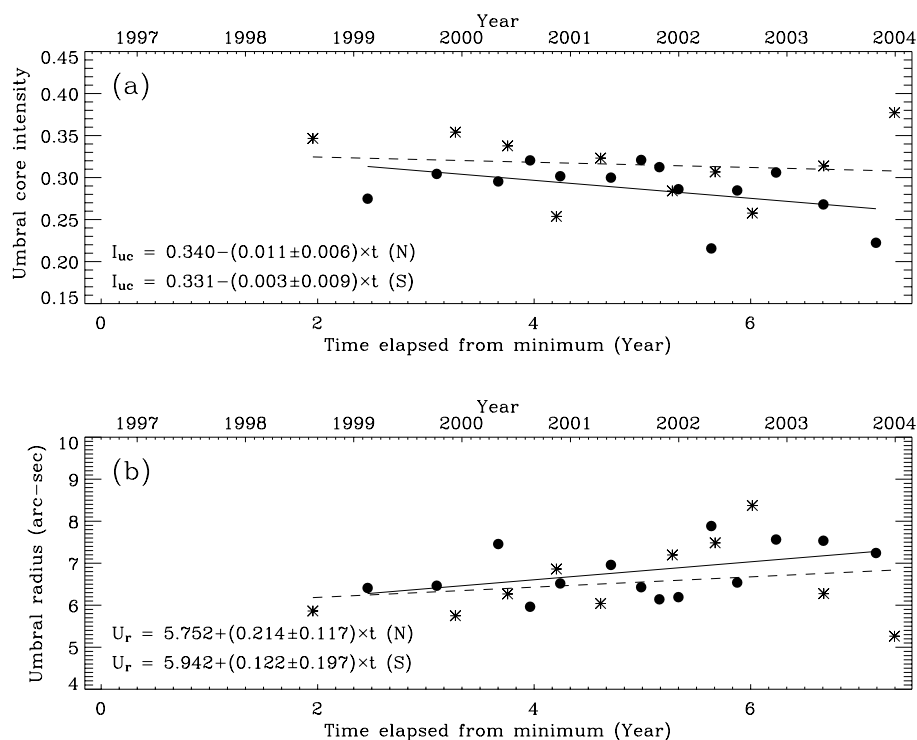 Year
1997 1998 1999 2000 2001 2002 2003 2004
0.45
(a)
0.40
0.35
0.30
0.25
0.20
0.15
Umbral core intensity
I_uc = 0.340−(0.011±0.006)×t (N)
I_uc = 0.331−(0.003±0.009)×t (S)
0 2 4 6
Time elapsed from minimum (Year)
Year
1997 1998 1999 2000 2001 2002 2003 2004
10
(b)
9
8
7
6
5
4
Umbral radius (arc−sec)
U_r = 5.752+(0.214±0.117)×t (N)
U_r = 5.942+(0.122±0.197)×t (S)
0 2 4 6
Time elapsed from minimum (Year)